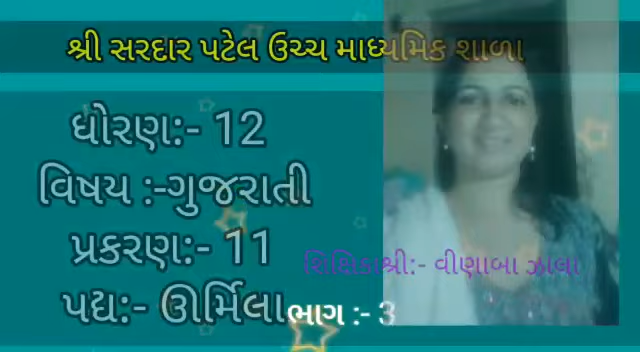 શ્રી સરદાર પટેલ ઉચ્ચ માધ્યમિક શાળા
ધોરણ:- 12
વિષય :-ગુજરાતી
પ્રકરણ:- 11
શિક્ષિકાશ્રી:- વીણાબા ઝાલા
પદ્ય:- ઊર્મિલા
ભાગ :- 3